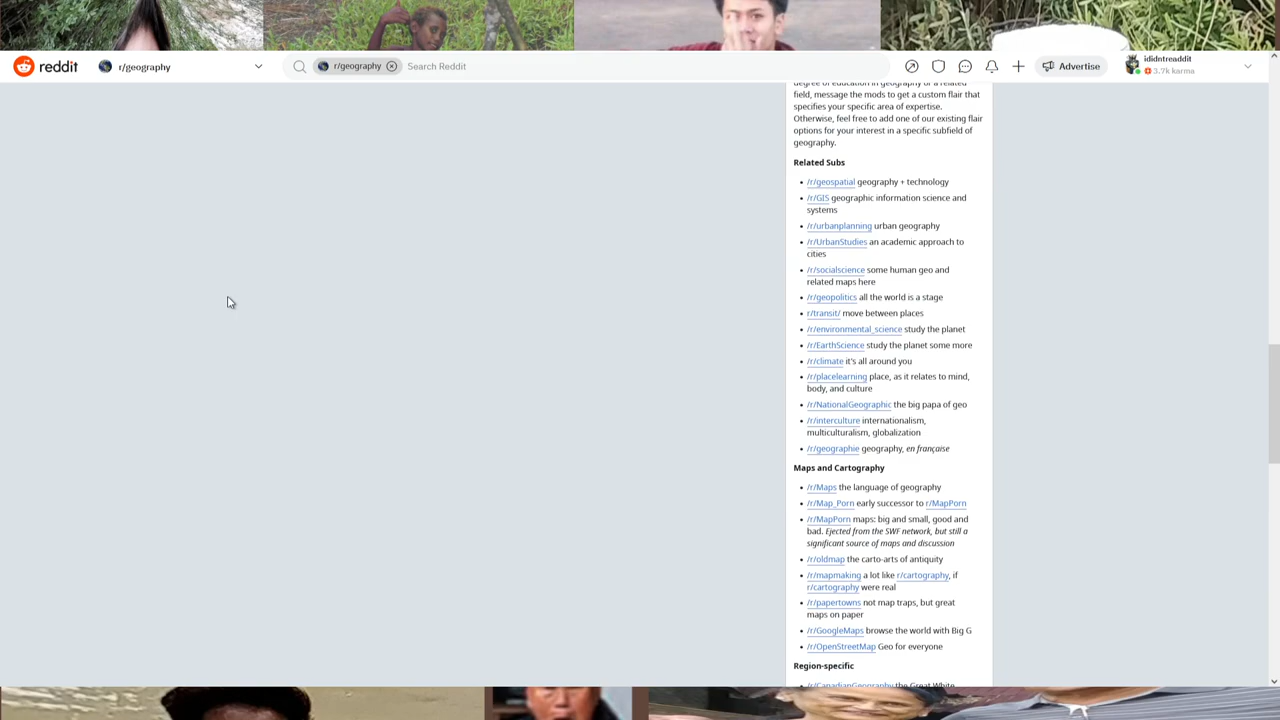 reddit
r/geography
r/geography
Search Reddit
Advertise
ididntreaddit
3.7k karma
field, message the mods to get a custom flair that
specifies your specific area of expertise.
Otherwise, feel free to add one of our existing flair
options for your interest in a specific subfield of
geography.
Related Subs
/r/geospatial geography + technology
/r/GIS geographic information science and
systems
/r/urbanplanning urban geography
/r/UrbanStudies an academic approach to
cities
/r/socialscience some human geo and
related maps here
/r/geopolitics all the world is a stage
r/transit/ move between places
/r/environmental_science study the planet
/r/EarthScience study the planet some more
/r/climate it's all around you
/r/placelearning place, as it relates to mind,
body, and culture
/r/NationalGeographic the big papa of geo
/r/interculture internationalism,
multiculturalism, globalization
/r/geographie geography, en française
Maps and Cartography
/r/Maps the language of geography
/r/Map_Porn early successor to r/MapPorn
/r/MapPorn maps: big and small, good and
bad. Ejected from the SWF network, but still a
significant source of maps and discussion
/r/oldmap the carto-arts of antiquity
/r/mapmaking a lot like r/cartography, if
r/cartography were real
/r/papertowns not map traps, but great
maps on paper
/r/GoogleMaps browse the world with Big G
/r/OpenStreetMap Geo for everyone
Region-specific
/r/CanadianGeography the Great White